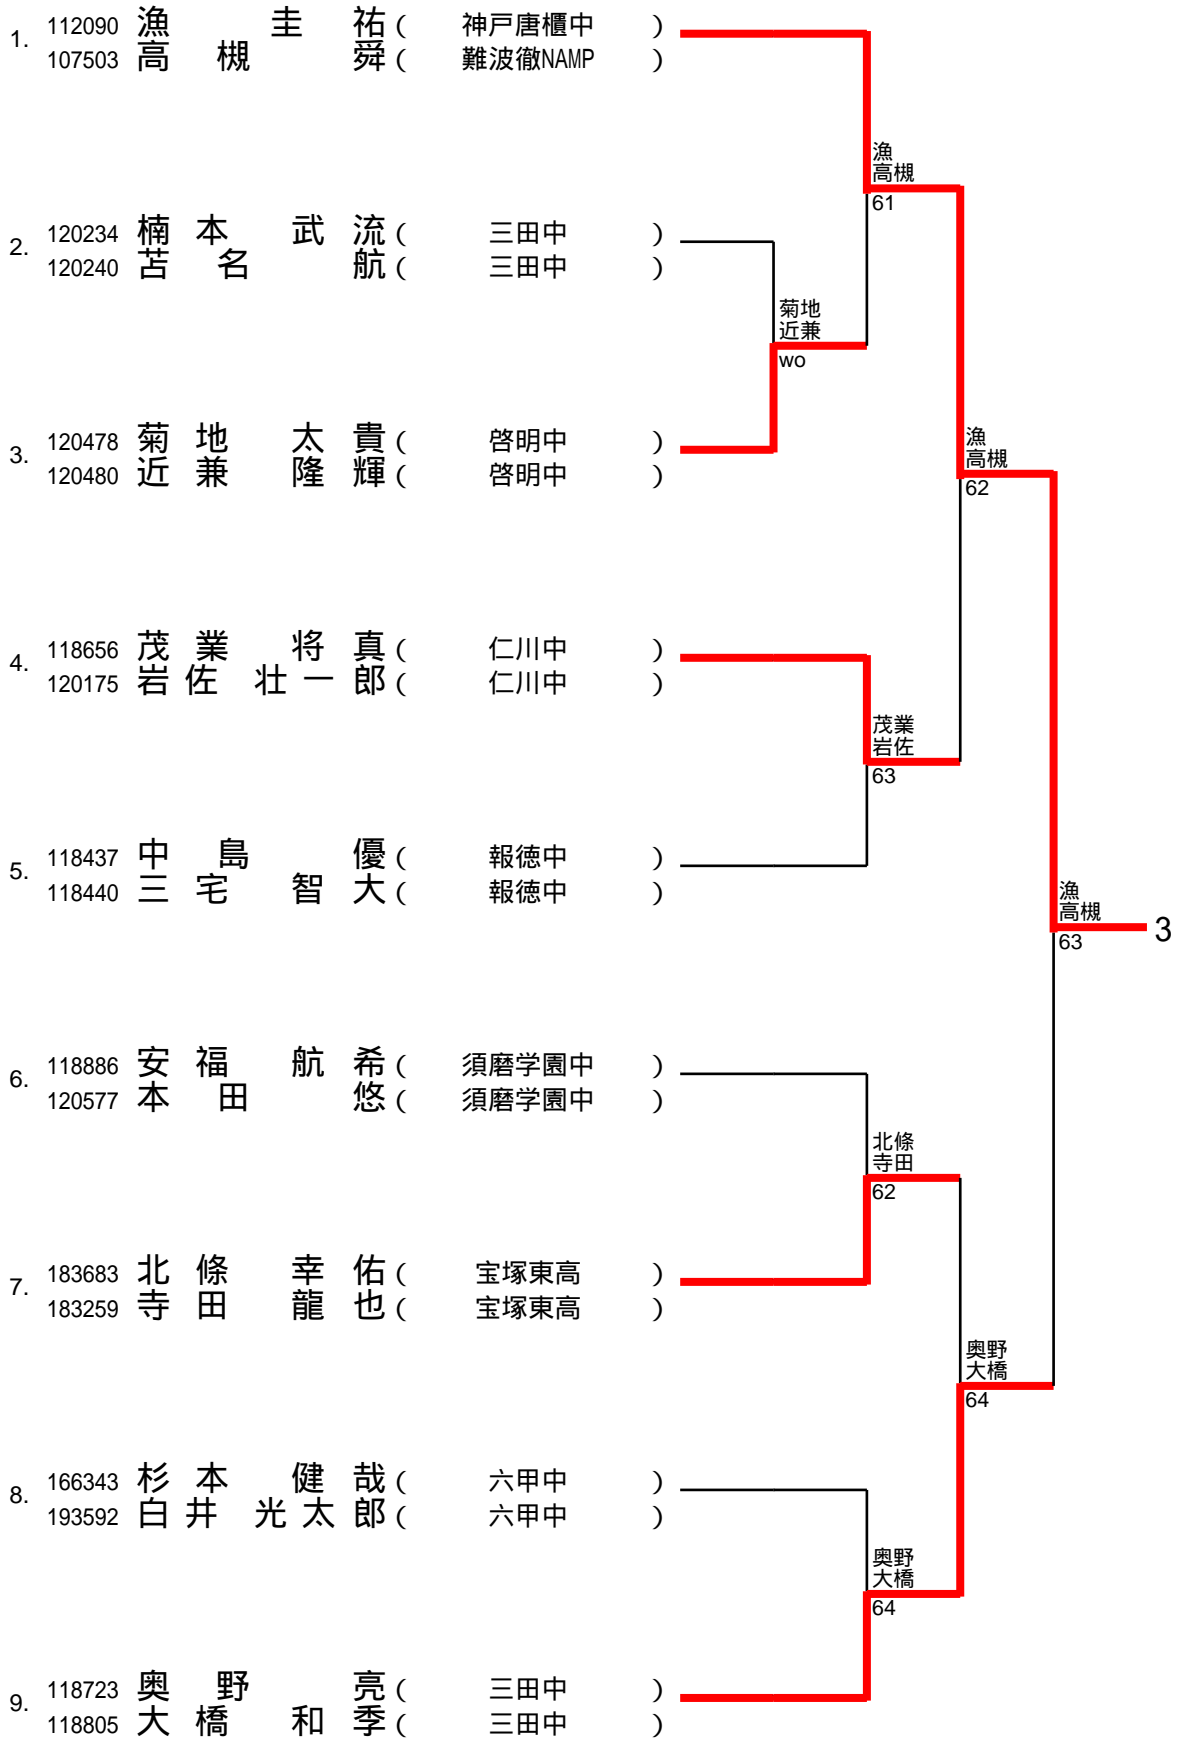 1. 112090 漁 圭 祐 ( 神戸唐櫃中 )
107503 高 槻 舜 ( 難波徹NAMP )
漁
高槻
61
2. 120234 楠 本 武 流 ( 三田中 )
120240 苫 名 航 ( 三田中 )
菊地
近兼
wo
3. 120478 菊 地 太 貴 ( 啓明中 )
120480 近 兼 隆 輝 ( 啓明中 )
漁
高槻
62
4. 118656 茂 業 将 真 ( 仁川中 )
120175 岩 佐 壮 一 郎 ( 仁川中 )
茂業
岩佐
63
5. 118437 中 島 優 ( 報徳中 )
118440 三 宅 智 大 ( 報徳中 )
漁
高槻
63
3
6. 118886 安 福 航 希 ( 須磨学園中 )
120577 本 田 悠 ( 須磨学園中 )
北條
寺田
62
7. 183683 北 條 幸 佑 ( 宝塚東高 )
183259 寺 田 龍 也 ( 宝塚東高 )
奥野
大橋
64
8. 166343 杉 本 健 哉 ( 六甲中 )
193592 白 井 光 太 郎 ( 六甲中 )
奥野
大橋
64
9. 118723 奥 野 亮 ( 三田中 )
118805 大 橋 和 季 ( 三田中 )